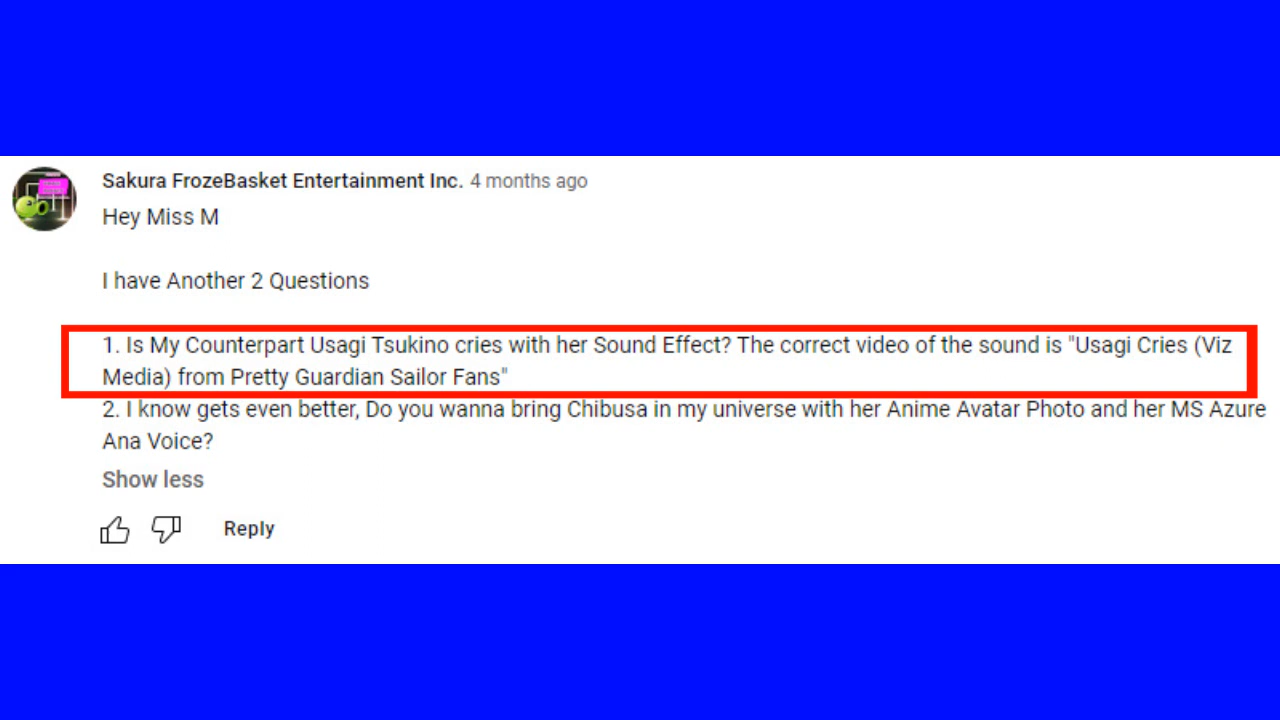 Sakura FrozeBasket Entertainment Inc. 4 months ago
Hey Miss M
I have Another 2 Questions
1. Is My Counterpart Usagi Tsukino cries with her Sound Effect? The correct video of the sound is "Usagi Cries (Viz
Media) from Pretty Guardian Sailor Fans"
2. I know gets even better, Do you wanna bring Chibusa in my universe with her Anime Avatar Photo and her MS Azure
Ana Voice?
Show less
Reply